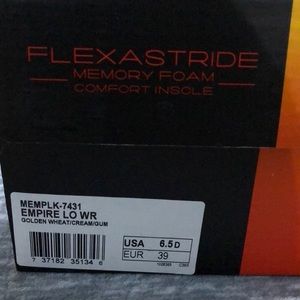 FLEXASTRIDE
MEMORY FOAM
COMFORT INSOLE
MEMPLK-7431
EMPIRE LO WR
GOLDEN WHEAT/CREAM/GUM
USA 6.5 D
EUR 39
7 37182 35134 6